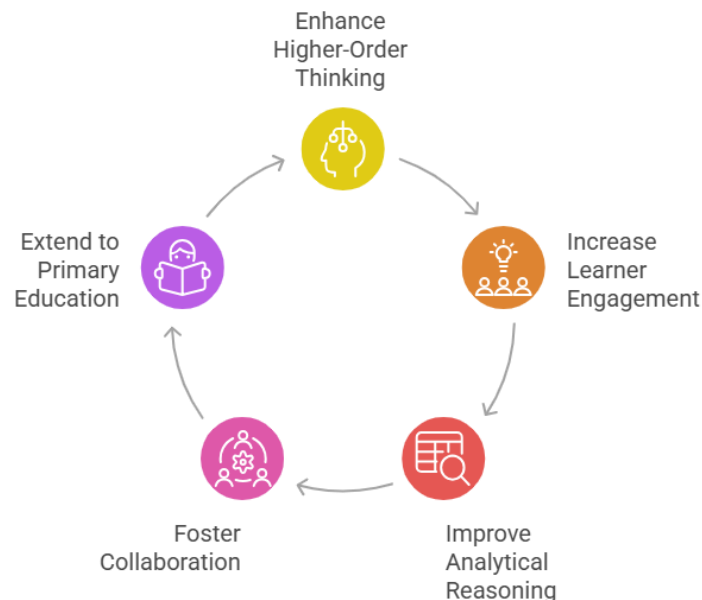 Enhance
Higher-Order
Thinking
Increase
Learner
Engagement
Improve
Analytical
Reasoning
Foster
Collaboration
Extend to
Primary
Education